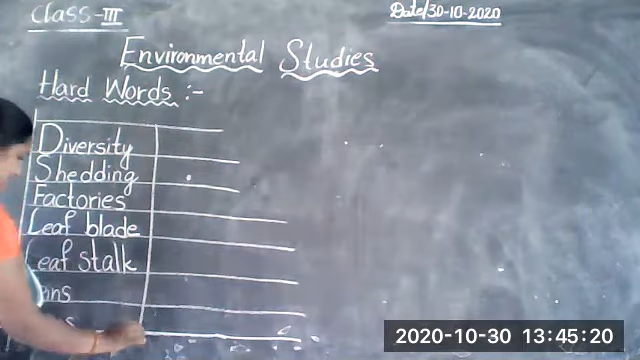 Class-III
Date/30-10-2020
Environmental Studies
Hard Words :-
Diversity
Shedding
Factories
Leaf blade
Leaf stalk
2020-10-30 13:45:20